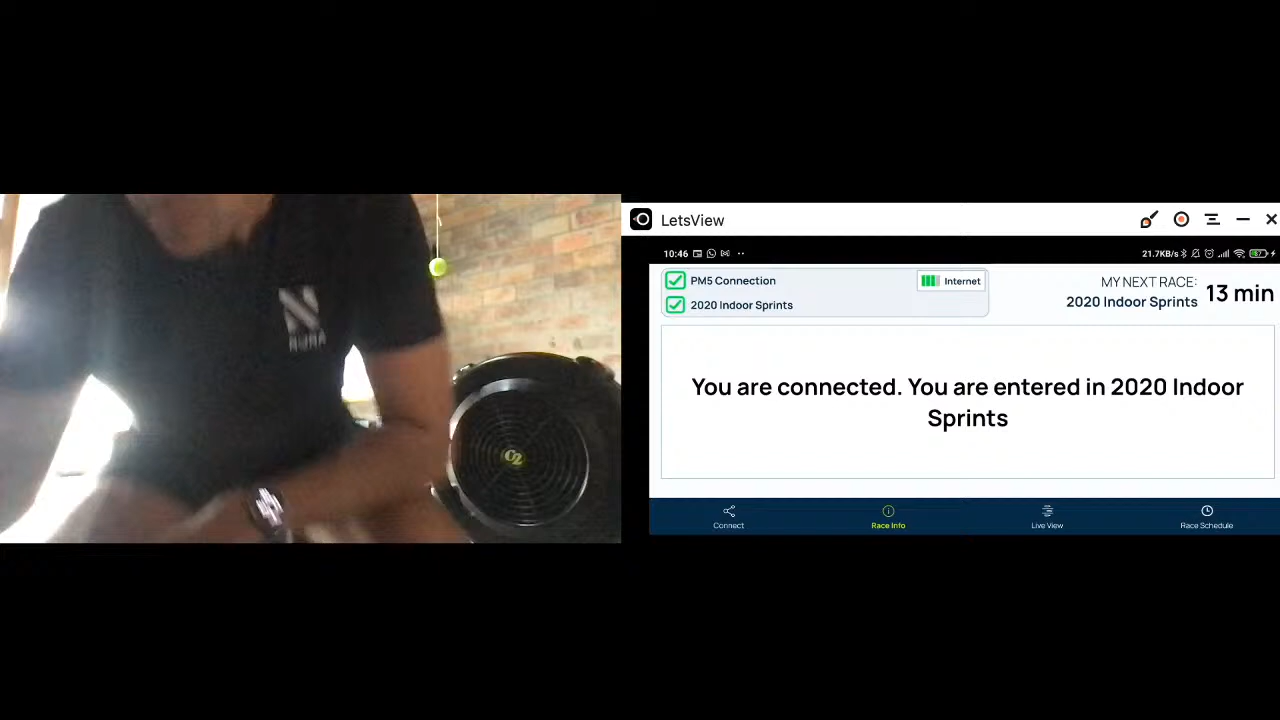 LetsView
10:46
21.7KB/s
PM5 Connection
Internet
2020 Indoor Sprints
MY NEXT RACE:
2020 Indoor Sprints
13 min
You are connected. You are entered in 2020 Indoor
Sprints
Connect
Race Info
Live View
Race Schedule